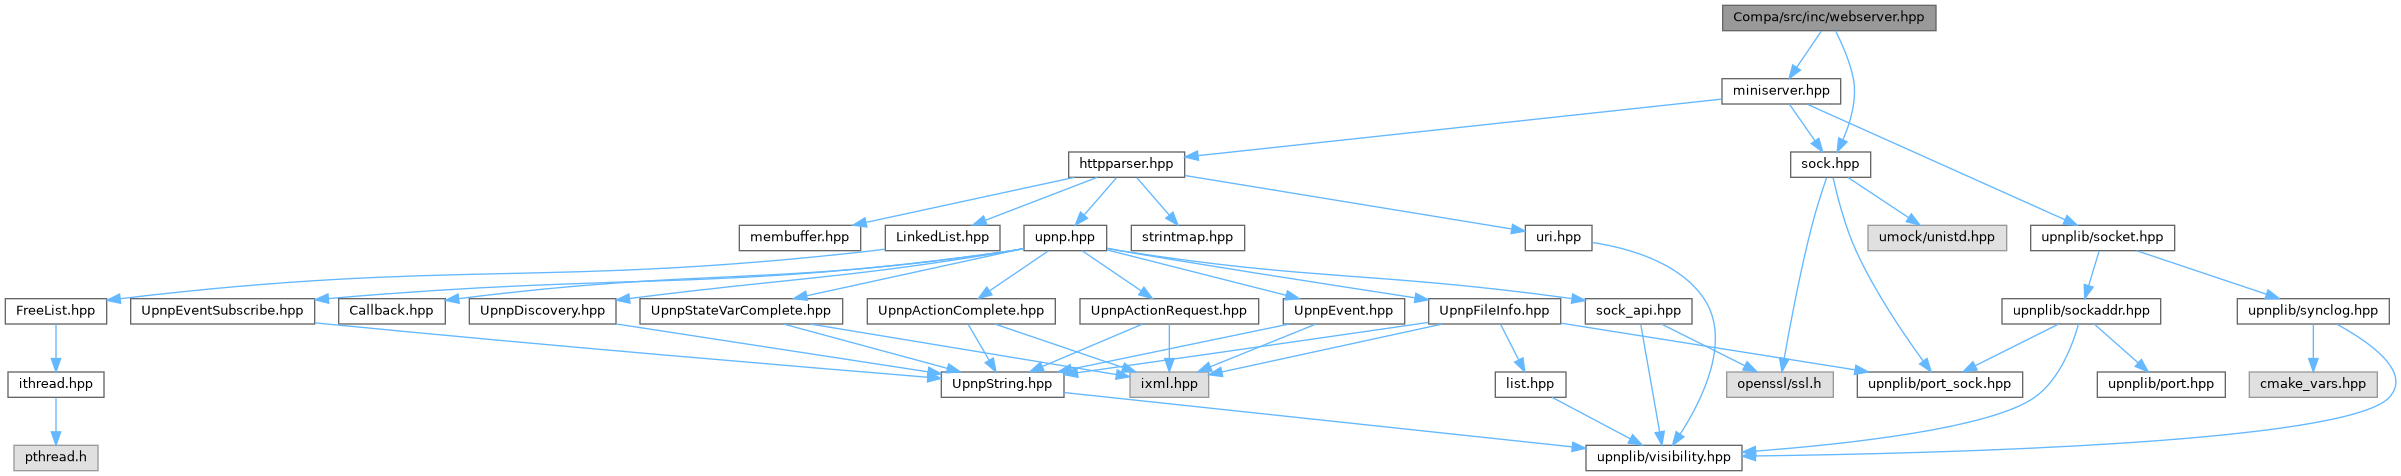 Compa/src/inc/webserver.hpp
miniserver.hpp
httpparser.hpp
sock.hpp
membuffer.hpp
LinkedList.hpp
upnp.hpp
strintmap.hpp
uri.hpp
umock/unistd.hpp
upnplib/socket.hpp
FreeList.hpp
UpnpEventSubscribe.hpp
Callback.hpp
UpnpDiscovery.hpp
UpnpStateVarComplete.hpp
UpnpActionComplete.hpp
UpnpActionRequest.hpp
UpnpEvent.hpp
UpnpFileInfo.hpp
sock_api.hpp
upnplib/sockaddr.hpp
upnplib/synclog.hpp
ithread.hpp
UpnpString.hpp
ixml.hpp
list.hpp
openssl/ssl.h
upnplib/port_sock.hpp
upnplib/port.hpp
cmake_vars.hpp
pthread.h
upnplib/visibility.hpp